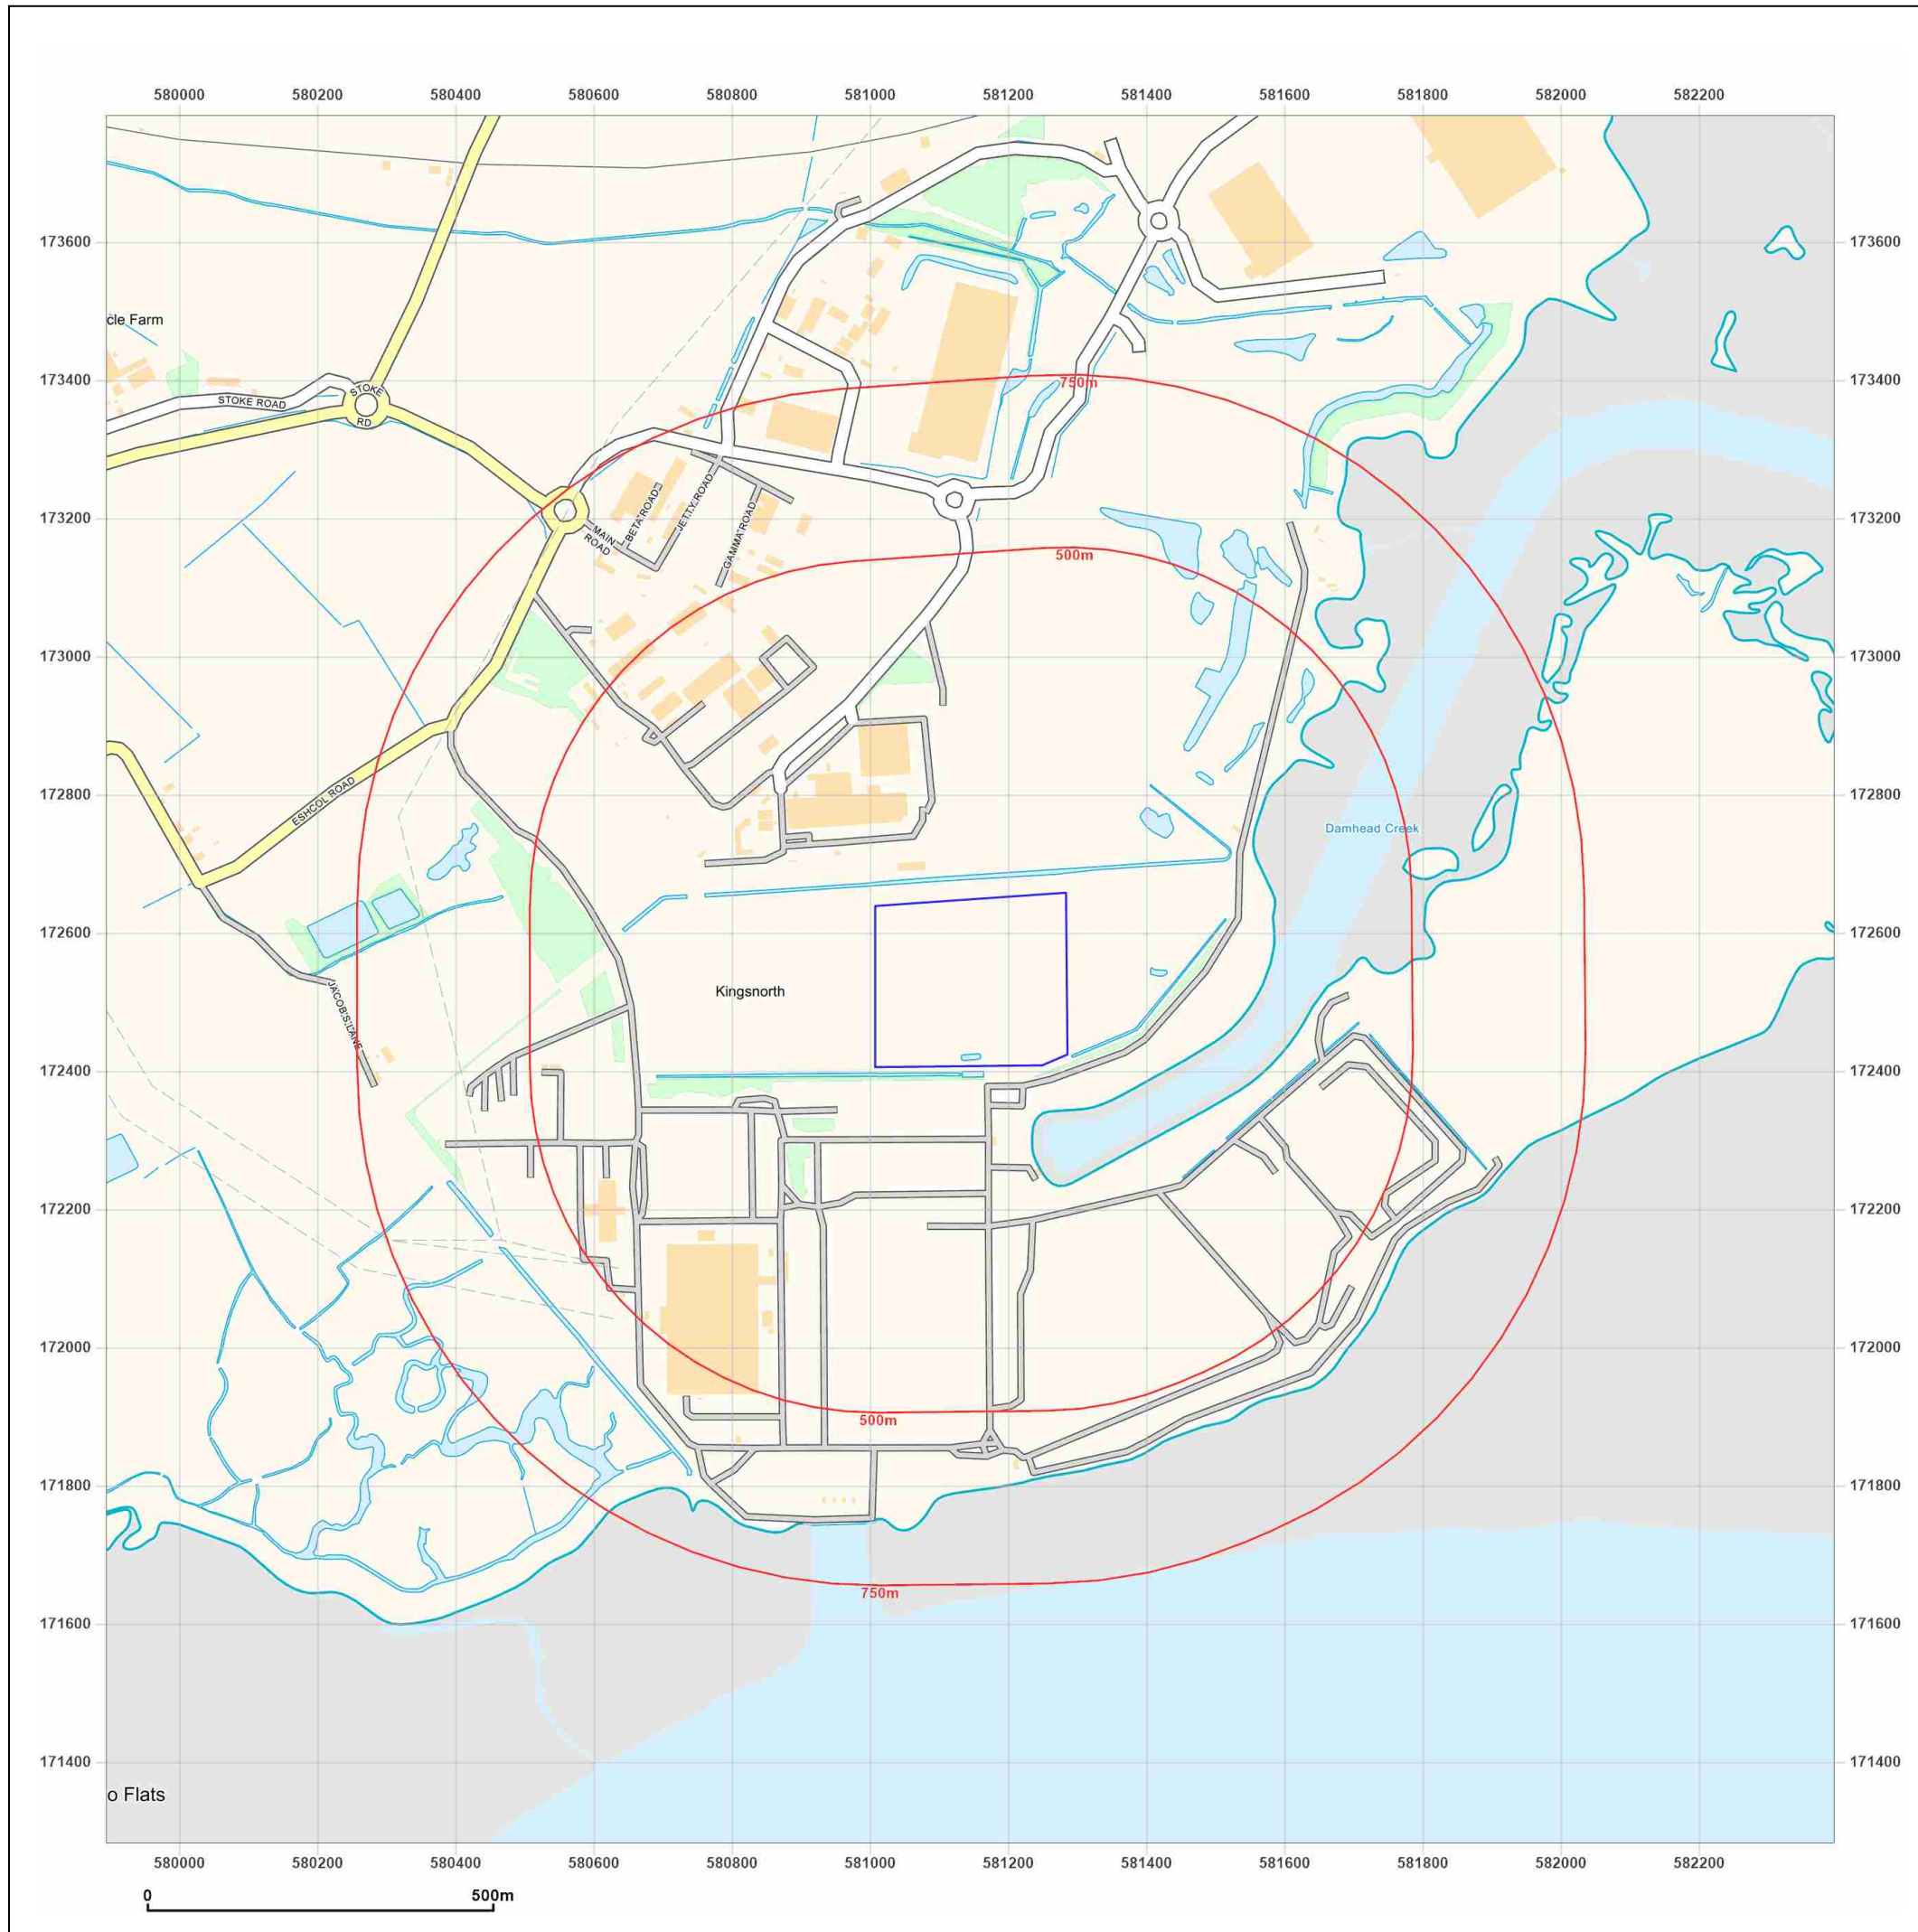 580000 580200 580400 580600 580800 581000 581200 581400 581600 581800 582000 582200
173600 173600
cle Farm
173400 173400
STOKE
STOKE ROAD
RD
750m
173200 173200
MAIN
ROAD
BETA ROAD
JETTY ROAD
GAMMA ROAD
500m
173000 173000
172800 172800
ESHCOL ROAD
Damhead Creek
172600 172600
Kingsnorth
JACOB'S LANE
172400 172400
172200 172200
172000 172000
500m
171800 171800
750m
171600 171600
171400 171400
o Flats
580000 580200 580400 580600 580800 581000 581200 581400 581600 581800 582000 582200
0 500m